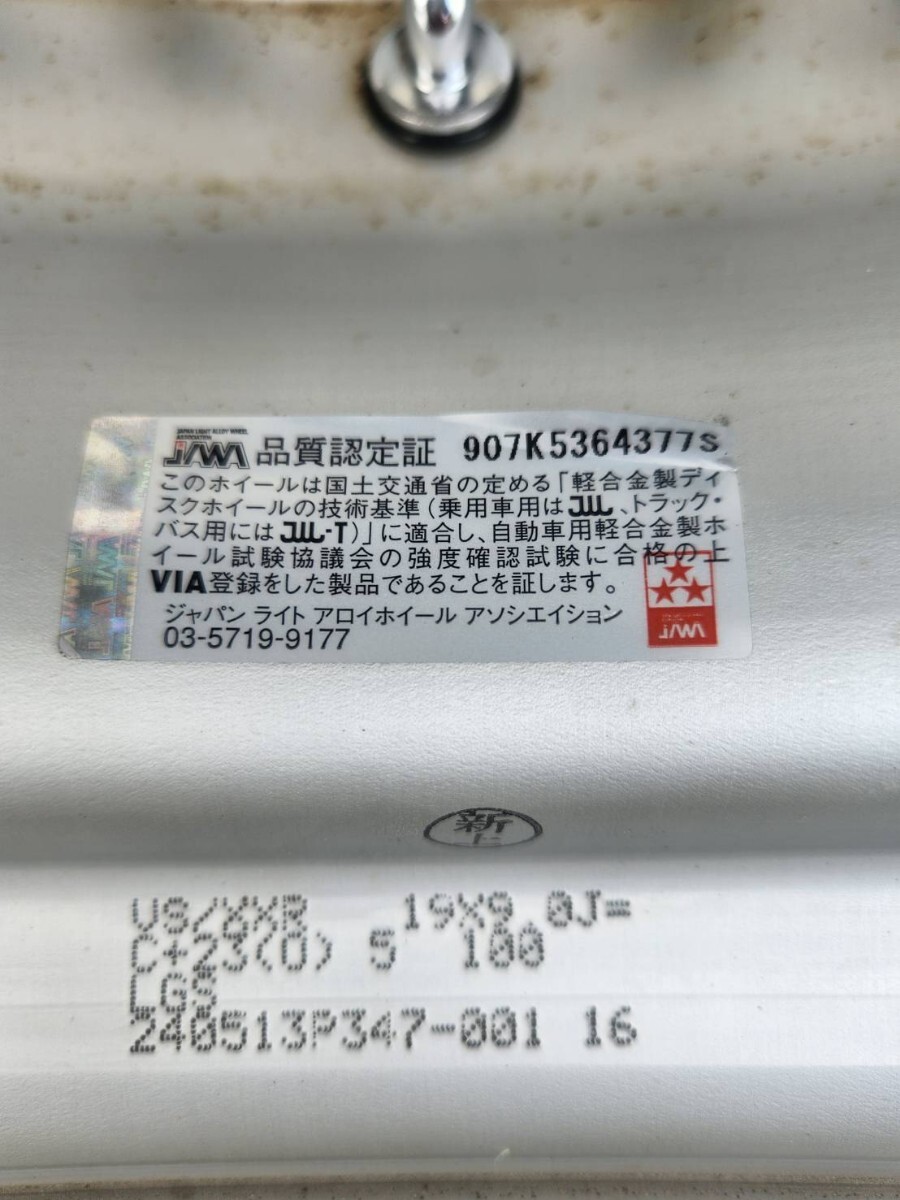 JAPAN LIGHT ALLOY WHEEL
ASSOCIATION
JAWA 品質認定証 907K5364377S
このホイールは国土交通省の定める「軽合金製ディ
スクホイールの技術基準(乗用車用はJWL、トラック・
バス用にはJWL-T)」に適合し、自動車用軽合金製ホ
イール試験協議会の強度確認試験に合格の上
VIA登録をした製品であることを証します。
ジャパン ライト アロイホイール アソシエイション
03-5719-9177
JAWA
新
VS/XXR 19X9.0J=
C+23(U) 5 100
LGS
240513P347-001 16